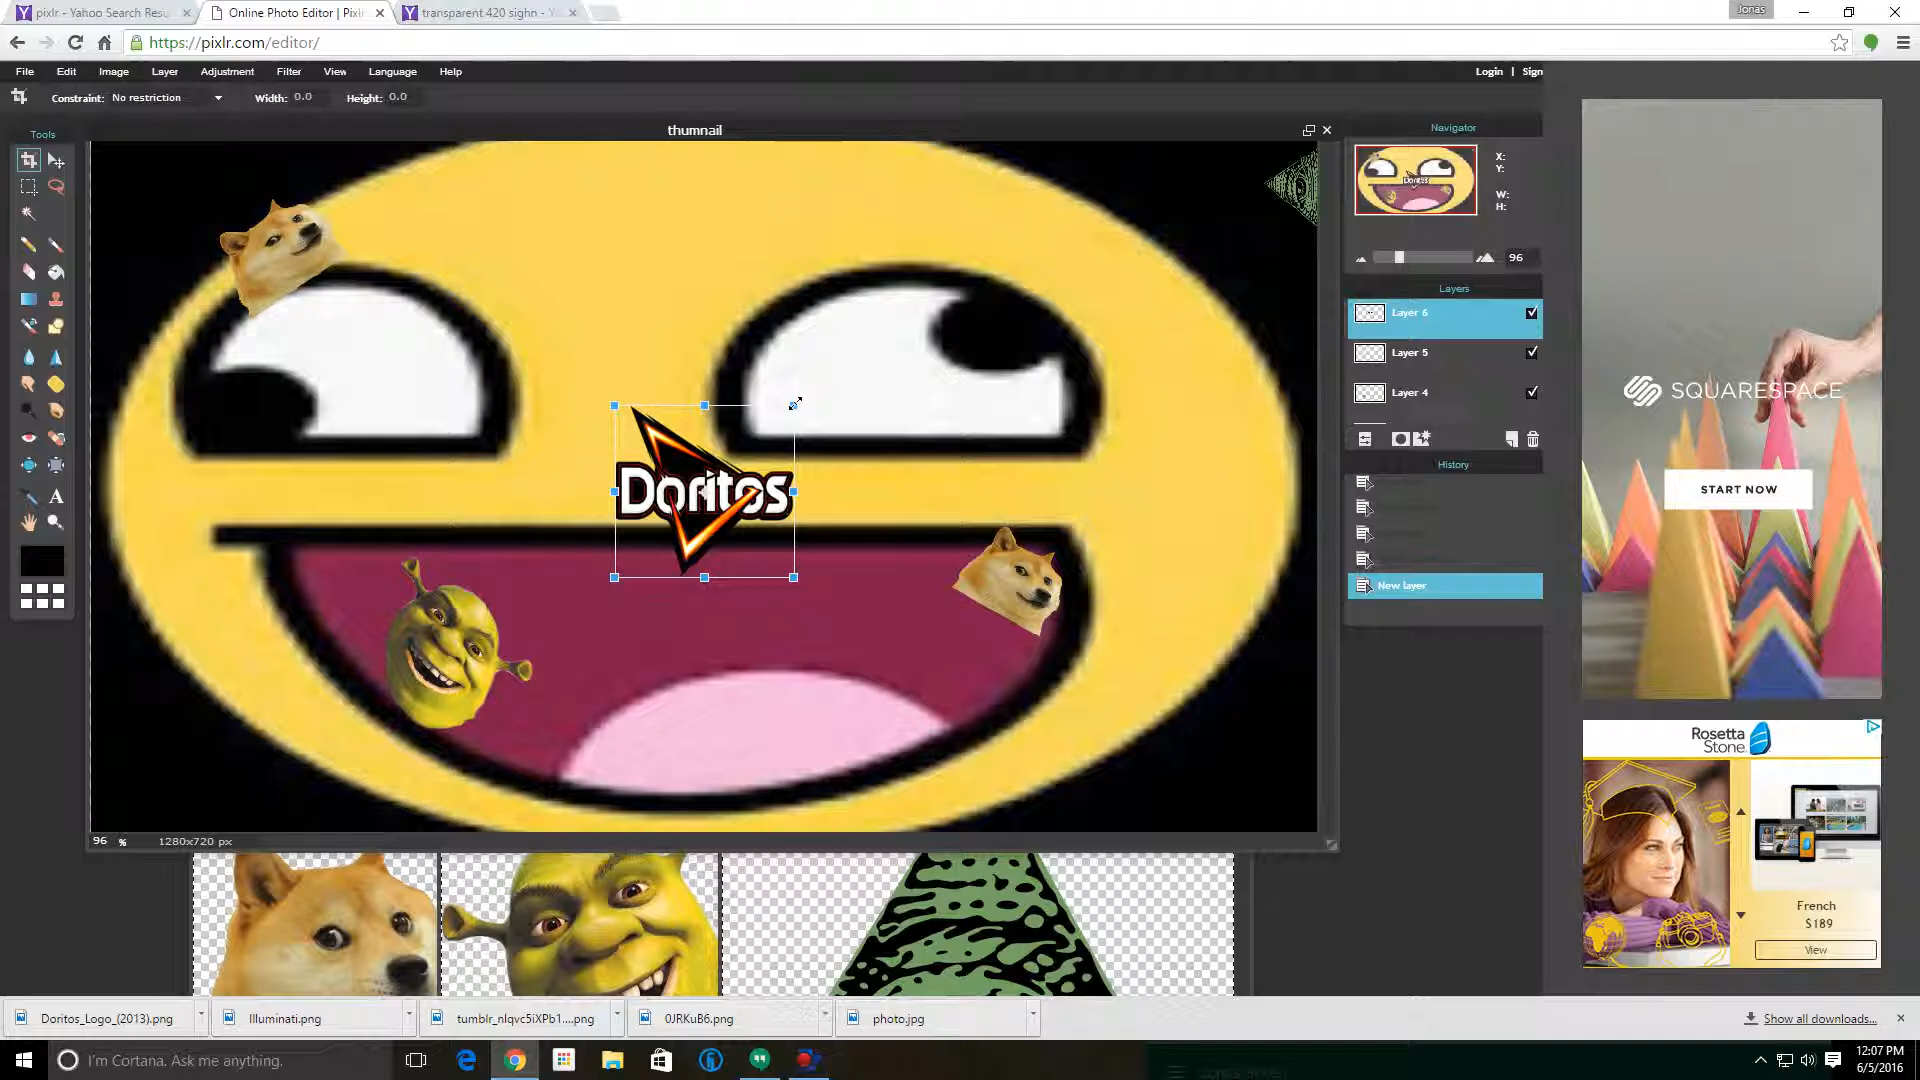 pixlr - Yahoo Search Resu
Online Photo Editor | Pixlr
transparent 420 sighn - Y
Jonas
https://pixlr.com/editor/
File Edit Image Layer Adjustment Filter View Language Help
Login | Sign
Constraint: No restriction Width: 0.0 Height: 0.0
Tools
thumnail
Navigator
X:
Y:
W:
H:
96
Layers
Layer 6
Layer 5
Layer 4
History
New layer
Doritos
Doritos
A
96 % 1280x720 px
SQUARESPACE
START NOW
Rosetta
Stone
French
$189
View
Doritos_Logo_(2013).png
Illuminati.png
tumblr_nlqvc5iXPb1....png
0JRKuB6.png
photo.jpg
Show all downloads...
I'm Cortana. Ask me anything.
12:07 PM
6/5/2016